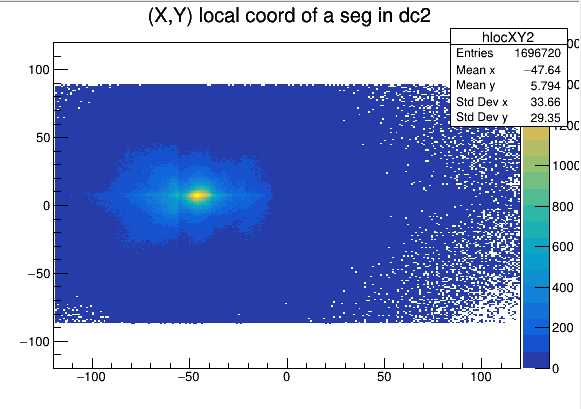 (X,Y) local coord of a seg in dc2
hlocXY2
Entries 1696720
Mean x −47.64
Mean y 5.794
Std Dev x 33.66
Std Dev y 29.35
100
50
0
−50
−100
−100 −50 0 50 100
1200
1000
800
600
400
200
0